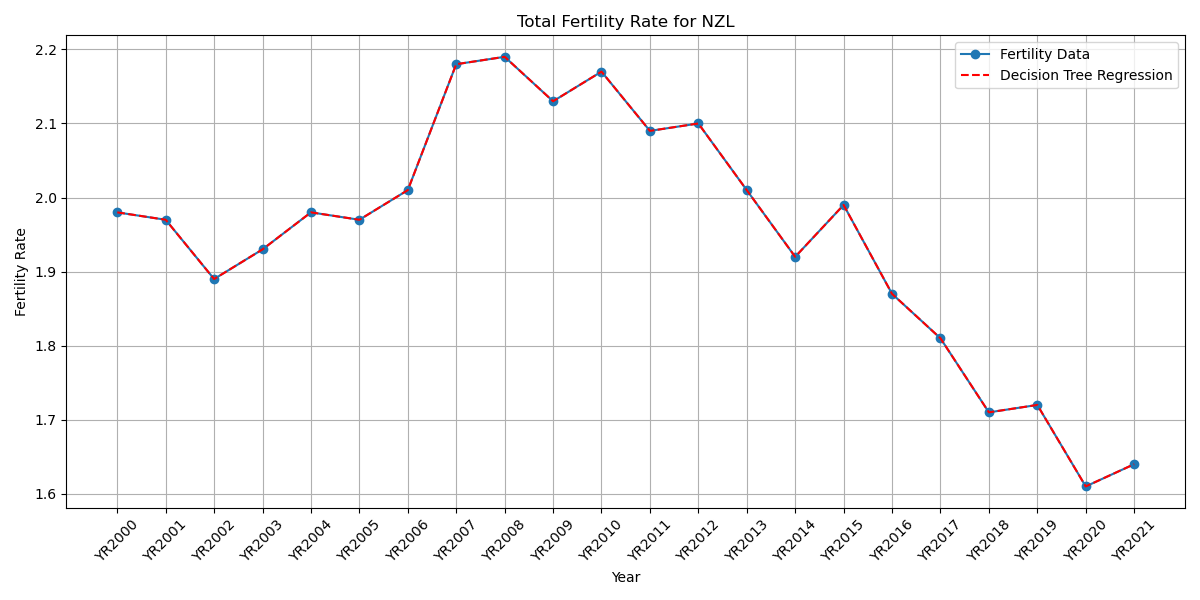 Total Fertility Rate for NZL
Fertility Data
Decision Tree Regression
Fertility Rate
2.2
2.1
2.0
1.9
1.8
1.7
1.6
YR2000
YR2001
YR2002
YR2003
YR2004
YR2005
YR2006
YR2007
YR2008
YR2009
YR2010
YR2011
YR2012
YR2013
YR2014
YR2015
YR2016
YR2017
YR2018
YR2019
YR2020
YR2021
Year